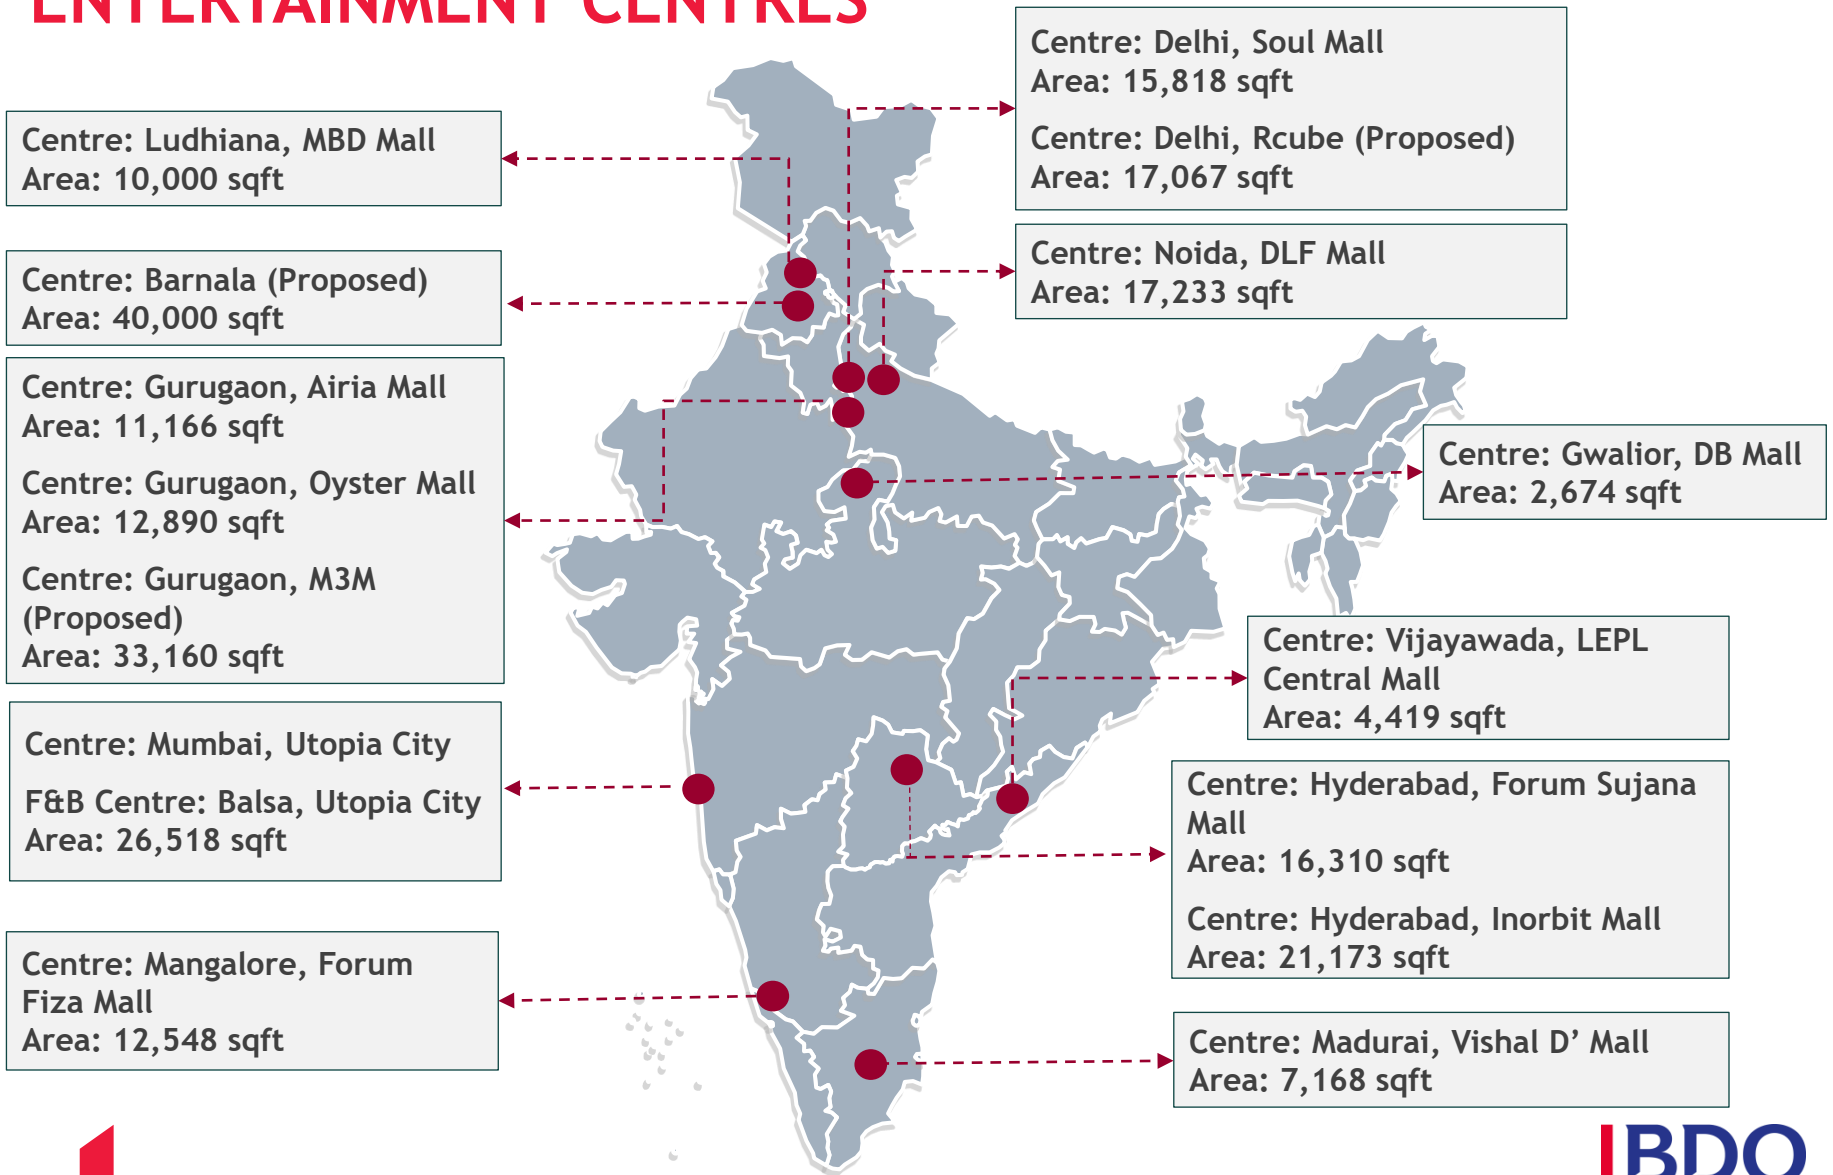 ENTERTAINMENT CENTRES
Centre: Ludhiana, MBD Mall
Area: 10,000 sqft
Centre: Barnala (Proposed)
Area: 40,000 sqft
Centre: Gurugaon, Airia Mall
Area: 11,166 sqft
Centre: Gurugaon, Oyster Mall
Area: 12,890 sqft
Centre: Gurugaon, M3M
(Proposed)
Area: 33,160 sqft
Centre: Mumbai, Utopia City
F&B Centre: Balsa, Utopia City
Area: 26,518 sqft
Centre: Mangalore, Forum
Fiza Mall
Area: 12,548 sqft
Centre: Delhi, Soul Mall
Area: 15,818 sqft
Centre: Delhi, Rcube (Proposed)
Area: 17,067 sqft
Centre: Noida, DLF Mall
Area: 17,233 sqft
Centre: Gwalior, DB Mall
Area: 2,674 sqft
Centre: Vijayawada, LEPL
Central Mall
Area: 4,419 sqft
Centre: Hyderabad, Forum Sujana
Mall
Area: 16,310 sqft
Centre: Hyderabad, Inorbit Mall
Area: 21,173 sqft
Centre: Madurai, Vishal D’ Mall
Area: 7,168 sqft
BDO